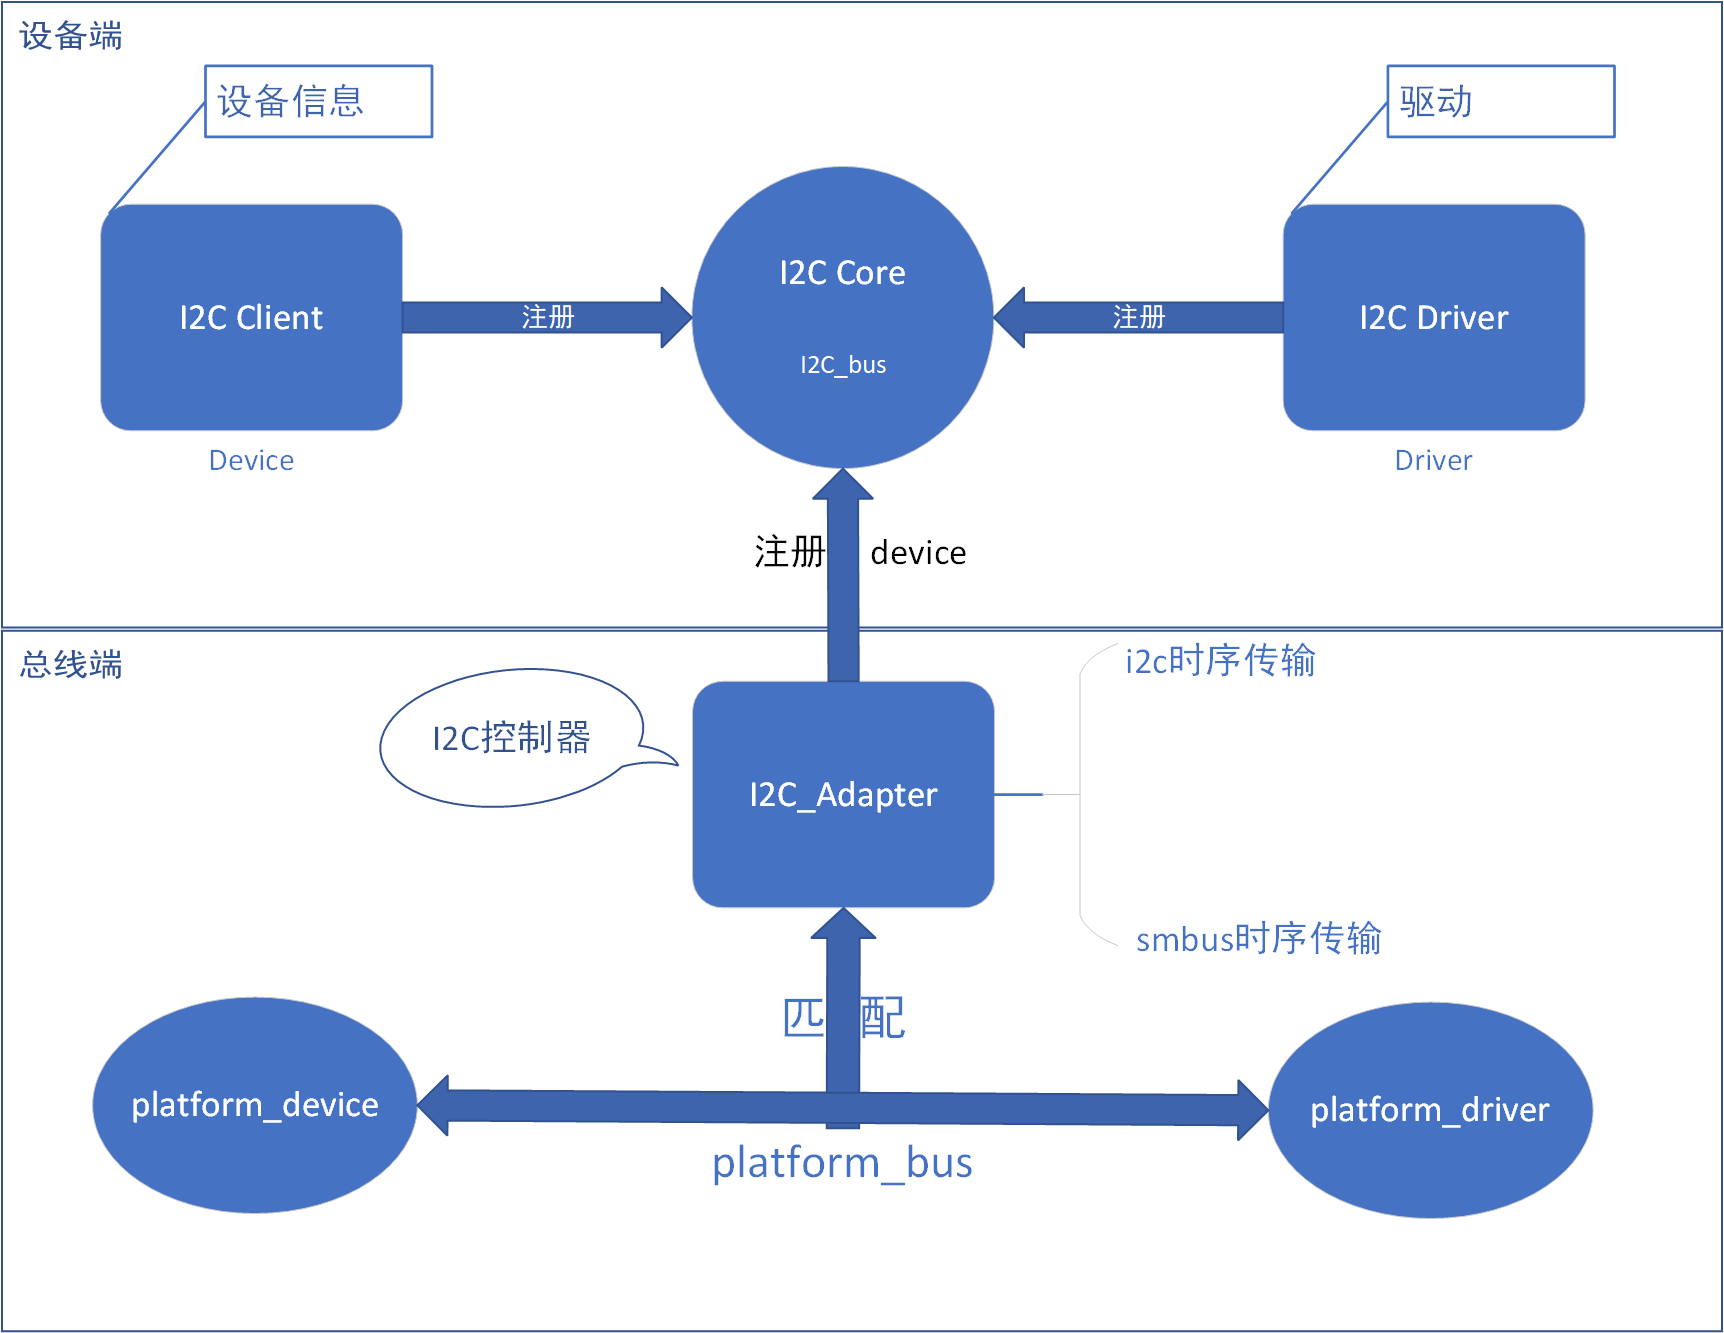 设备端
设备信息
驱动
I2C Core
I2C Client
注册
注册
I2C Driver
I2C_bus
Device
Driver
注册 device
总线端
i2c时序传输
I2C控制器
I2C_Adapter
smbus时序传输
匹配
platform_device
platform_driver
platform_bus